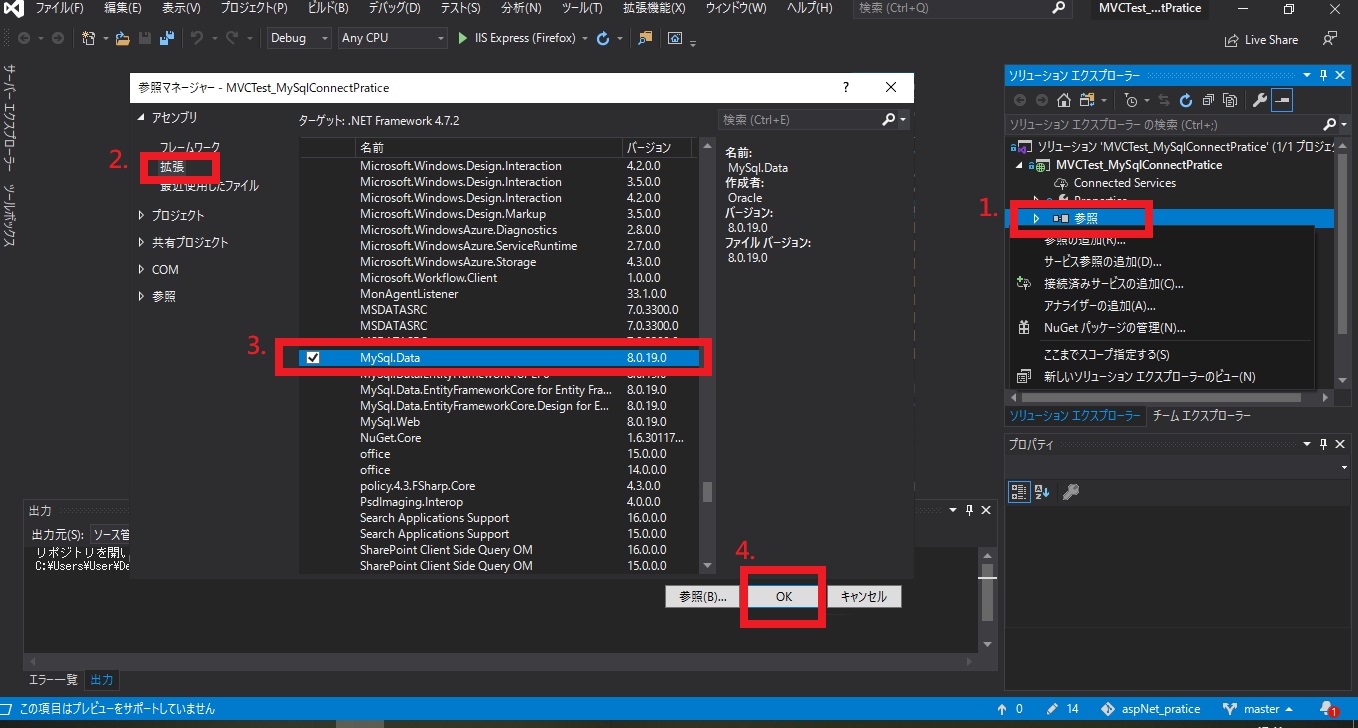 ファイル(F) 編集(E) 表示(V) プロジェクト(P) ビルド(B) デバッグ(D) テスト(S) 分析(N) ツール(T) 拡張機能(X) ウィンドウ(W) ヘルプ(H) 検索 (Ctrl+Q) MVCTest_...tPratice
Debug Any CPU IIS Express (Firefox) Live Share
サーバー エクスプローラー
ツールボックス
参照マネージャー - MVCTest_MySqlConnectPratice ? 
アセンブリ
フレームワーク
2.
拡張
最近使用したファイル
プロジェクト
共有プロジェクト
COM
参照
ターゲット: .NET Framework 4.7.2
検索 (Ctrl+E)
名前 バージョン
Microsoft.Windows.Design.Interaction 4.2.0.0
Microsoft.Windows.Design.Interaction 3.5.0.0
Microsoft.Windows.Design.Interaction 4.2.0.0
Microsoft.Windows.Design.Markup 3.5.0.0
Microsoft.WindowsAzure.Diagnostics 2.8.0.0
Microsoft.WindowsAzure.ServiceRuntime 2.7.0.0
Microsoft.WindowsAzure.Storage 4.3.0.0
Microsoft.Workflow.Client 1.0.0.0
MonAgentListener 33.1.0.0
MSDATASRC 7.0.3300.0
MSDATASRC 7.0.3300.0
3.
MySql.Data 8.0.19.0
MySql.Data.EntityFrameworkCore for Entity Fra... 8.0.19.0
MySql.Data.EntityFrameworkCore.Design for E... 8.0.19.0
MySql.Web 8.0.19.0
NuGet.Core 1.6.30117...
office 15.0.0.0
office 14.0.0.0
policy.4.3.FSharp.Core 4.3.0.0
PsdImaging.Interop 4.0.0.0
Search Applications Support 16.0.0.0
Search Applications Support 15.0.0.0
SharePoint Client Side Query OM 16.0.0.0
SharePoint Client Side Query OM 15.0.0.0
名前:
MySql.Data
作成者:
Oracle
バージョン:
8.0.19.0
ファイル バージョン:
8.0.19.0
4.
参照(B)... OK キャンセル
ソリューション エクスプローラー
ソリューション エクスプローラー の検索 (Ctrl+;)
ソリューション 'MVCTest_MySqlConnectPratice' (1/1 プロジェ
MVCTest_MySqlConnectPratice
Connected Services
Properties
1.
参照
参照の追加(R)...
サービス参照の追加(D)...
接続済みサービスの追加(C)...
アナライザーの追加(A)...
NuGet パッケージの管理(N)...
ここまでスコープ指定する(S)
新しいソリューション エクスプローラーのビュー(N)
ソリューション エクスプローラー チーム エクスプローラー
プロパティ
出力
出力元(S): ソース管
リポジトリを開い
C:¥Users¥User¥De
エラー一覧 出力
この項目はプレビューをサポートしていません 0 14 aspNet_pratice master 1